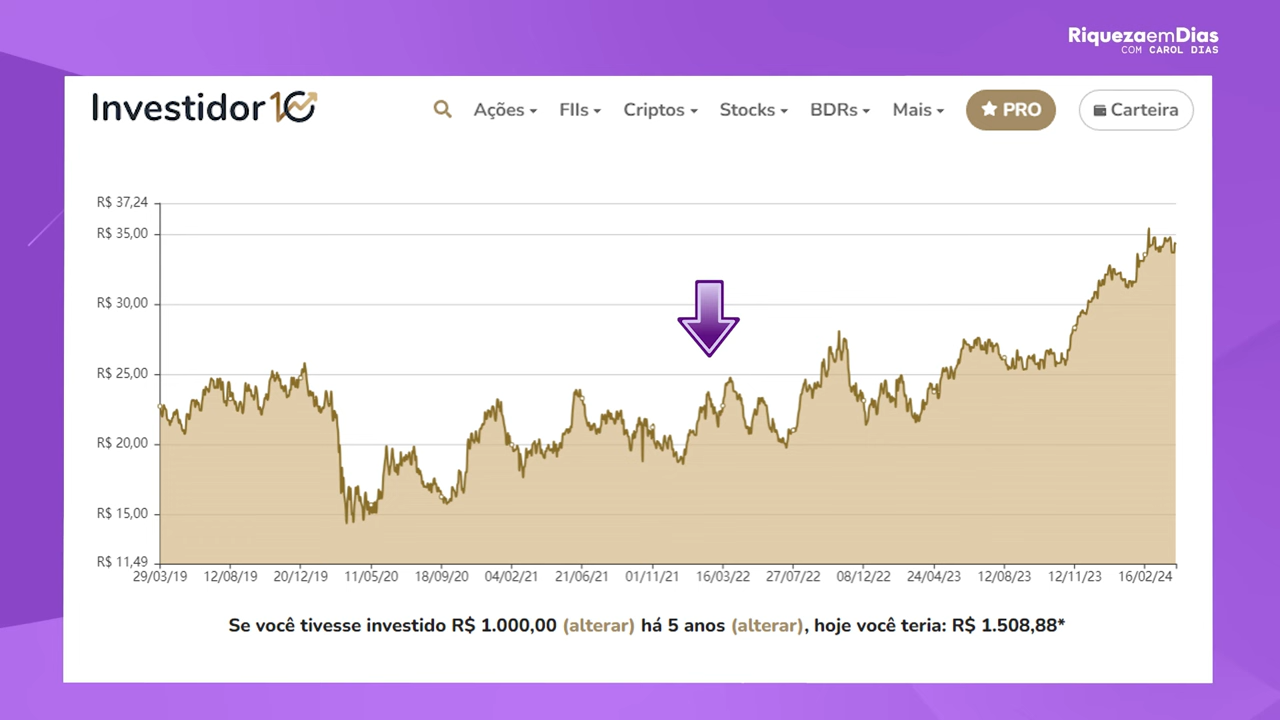 RiquezaemDias
COM CAROL DIAS
Investidor 10
Ações
FIIs
Criptos
Stocks
BDRs
Mais
PRO
Carteira
R$ 37,24
R$ 35,00
R$ 30,00
R$ 25,00
R$ 20,00
R$ 15,00
R$ 11,49
29/03/19 12/08/19 20/12/19 11/05/20 18/09/20 04/02/21 21/06/21 01/11/21 16/03/22 27/07/22 08/12/22 24/04/23 12/08/23 12/11/23 16/02/24
Se você tivesse investido R$ 1.000,00 (alterar) há 5 anos (alterar), hoje você teria: R$ 1.508,88*